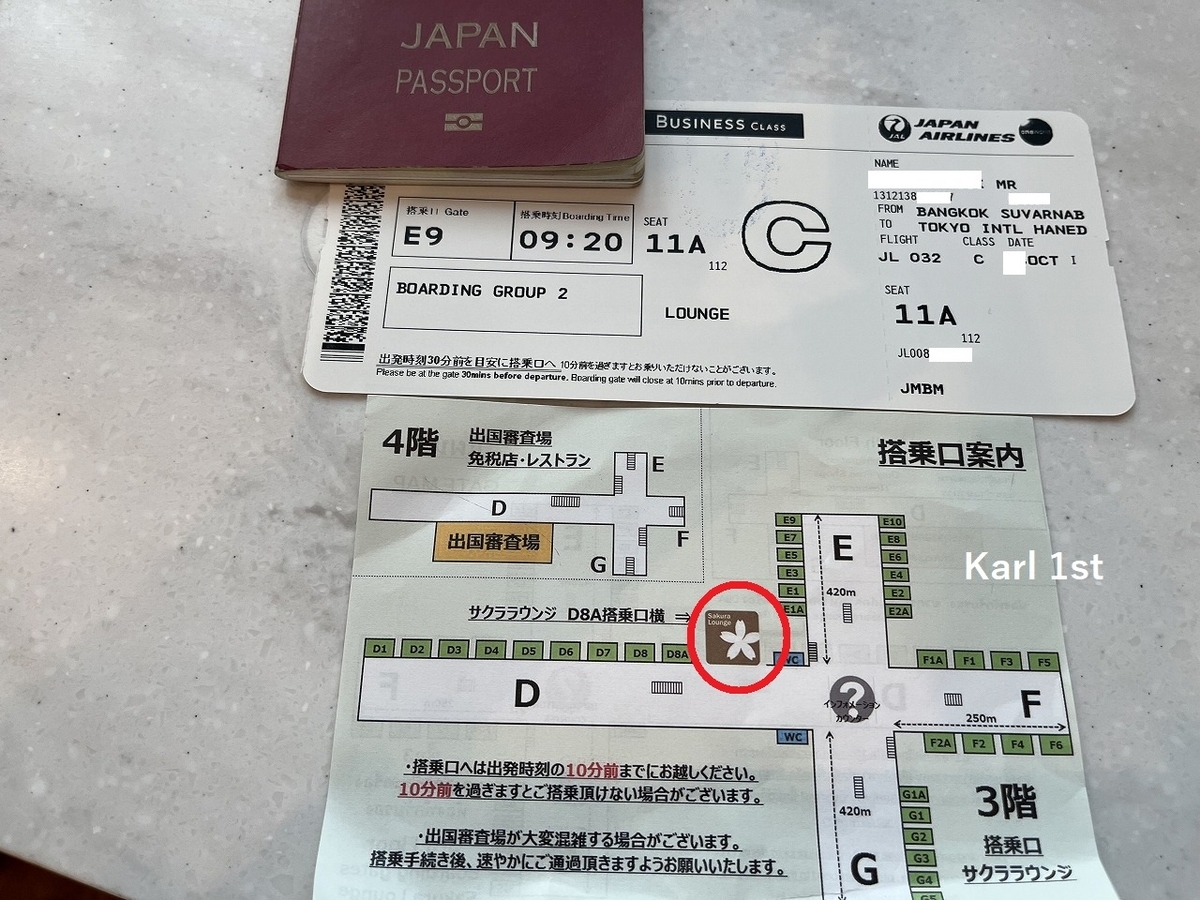 JAPAN
PASSPORT
BUSINESS CLASS
JAL
JAPAN
AIRLINES
oneworld
NAME
MR
1312138
7
FROM BANGKOK SUVARNAB
TO TOKYO INTL HANED
FLIGHT CLASS DATE
JL 032 C OCT I
SEAT
11A
112
JL008
JMBM
搭乗口 Gate
E9
搭乗時刻 Boarding Time
09:20
SEAT
11A
112
C
BOARDING GROUP 2
LOUNGE
出発時刻30分前を目安に搭乗口へ 10分前を過ぎますとお乗りいただけないことがございます。
Please be at the gate 30mins before departure. Boarding gate will close at 10mins prior to departure.
4階
出国審査場
免税店・レストラン
E
D
F
G
出国審査場
搭乗口案内
Karl 1st
サクララウンジ D8A搭乗口横 ⇒
Sakura
Lounge
E9
E7
E5
E3
E1
E1A
E
420m
E10
E8
E6
E4
E2
E2A
D1 D2 D3 D4 D5 D6 D7 D8 D8A
WC
F1A F1 F3 F5
D
?
インフォメーション
カウンター
F
250m
WC
F2A F2 F4 F6
・搭乗口へは出発時刻の10分前までにお越しください。
10分前を過ぎますとご搭乗頂けない場合がございます。
・出国審査場が大変混雑する場合がございます。
搭乗手続き後、速やかにご通過頂きますようお願いいたします。
420m
G
G1A
G1
G2
G3
G4
G5
3階
搭乗口
サクララウンジ